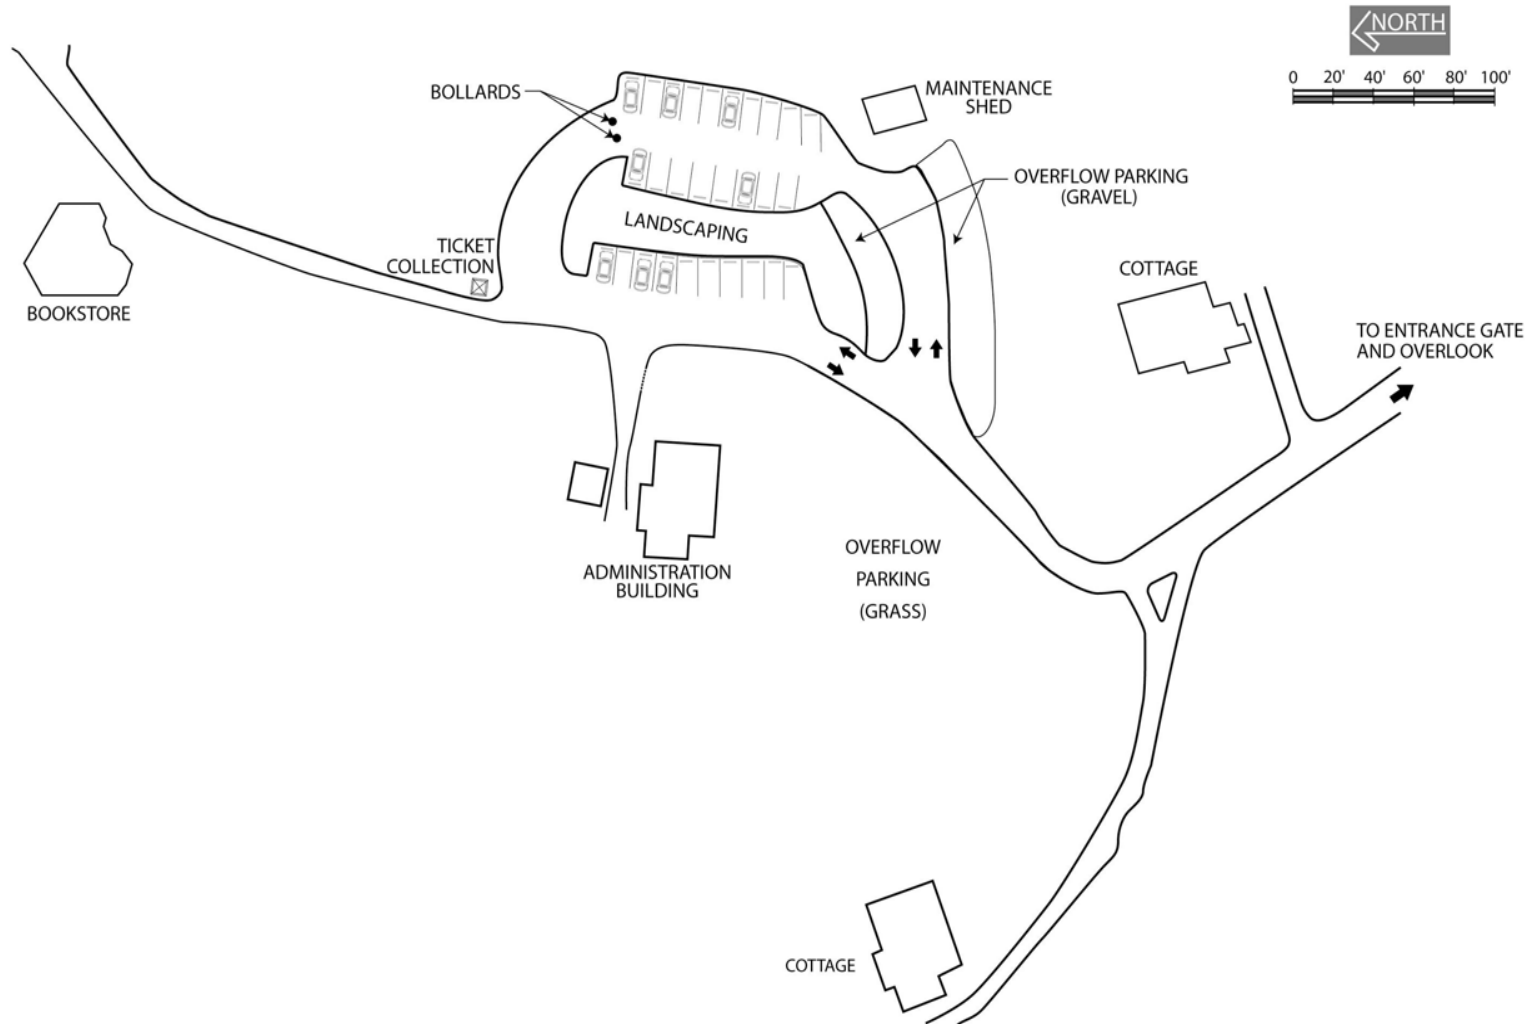 NORTH
0 20' 40' 60' 80' 100'
BOLLARDS
MAINTENANCE
SHED
OVERFLOW PARKING
(GRAVEL)
LANDSCAPING
TICKET
COLLECTION
COTTAGE
BOOKSTORE
TO ENTRANCE GATE
AND OVERLOOK
OVERFLOW
PARKING
(GRASS)
ADMINISTRATION
BUILDING
COTTAGE